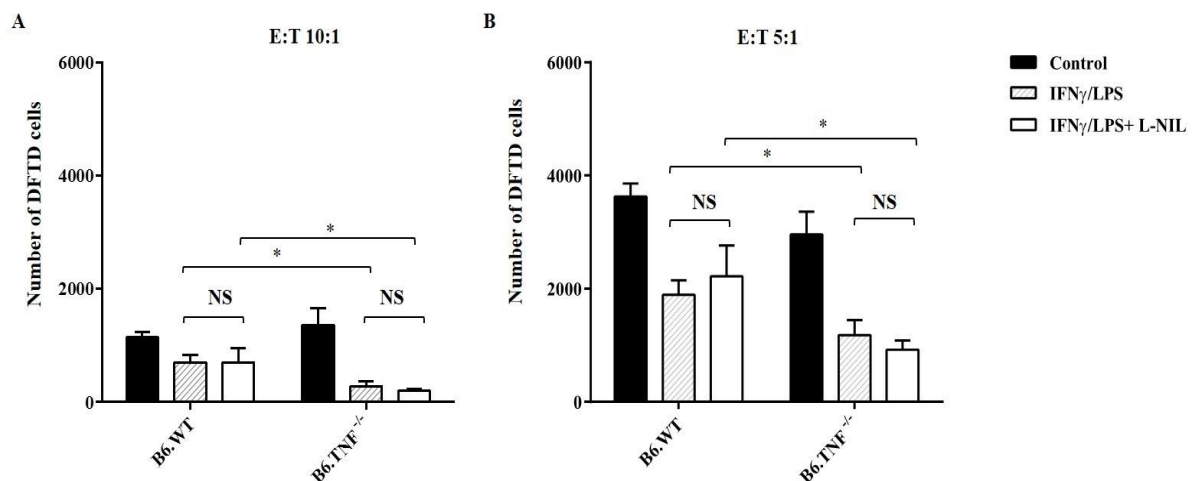 A
E:T 10:1
Number of DFTD cells
6000
4000
2000
0
*
*
NS
NS
B6.WT
B6.TNF-/-
B
E:T 5:1
Number of DFTD cells
6000
4000
2000
0
*
*
NS
NS
B6.WT
B6.TNF-/-
Control
IFNγ/LPS
IFNγ/LPS+ L-NIL